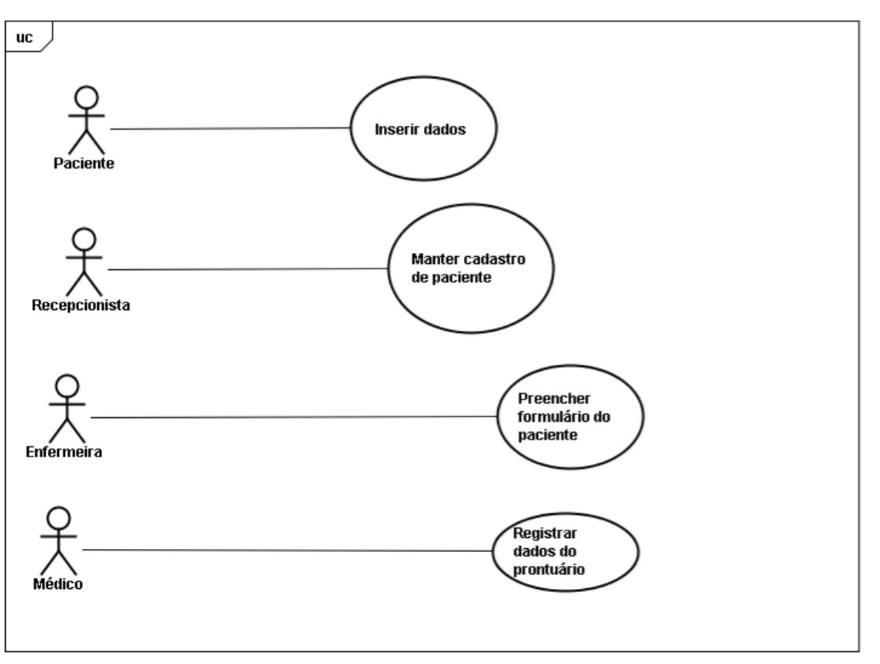 uc
Paciente
Inserir dados
Recepcionista
Manter cadastro
de paciente
Enfermeira
Preencher
formulário do
paciente
Médico
Registrar
dados do
prontuário